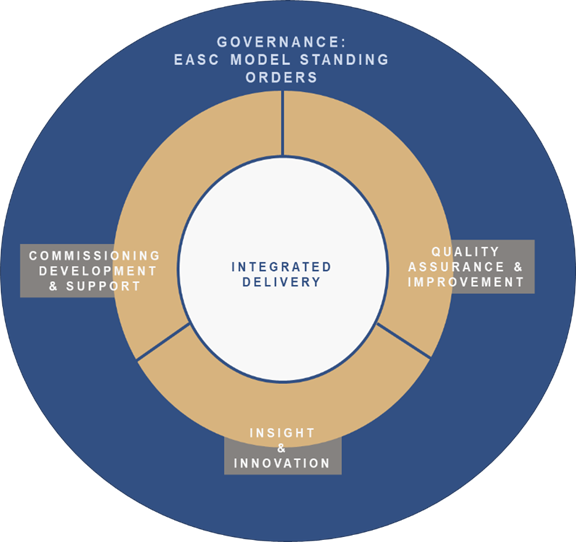 GOVERNANCE:
EASC MODEL STANDING
ORDERS
COMMISSIONING
DEVELOPMENT
& SUPPORT
INTEGRATED
DELIVERY
QUALITY
ASSURANCE &
IMPROVEMENT
INSIGHT
&
INNOVATION